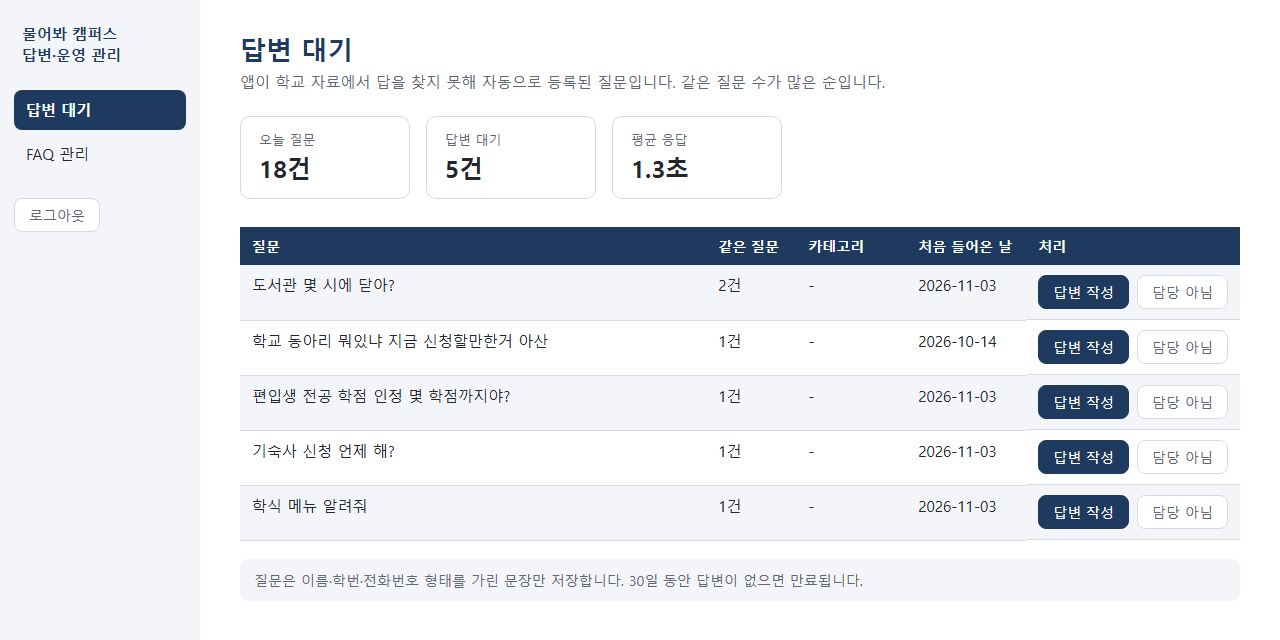 물어봐 캠퍼스
답변·운영 관리
답변 대기
FAQ 관리
로그아웃
답변 대기
앱이 학교 자료에서 답을 찾지 못해 자동으로 등록된 질문입니다. 같은 질문 수가 많은 순입니다.
오늘 질문 답변 대기 평균 응답
18건 5건 1.3초
질문 같은 질문 카테고리 처음 들어온 날 처리
도서관 몇 시에 닫아? 2건 - 2026-11-03 답변 작성 담당 아님
학교 동아리 뭐있냐 지금 신청할만한거 아산 1건 - 2026-10-14 답변 작성 담당 아님
편입생 전공 학점 인정 몇 학점까지야? 1건 - 2026-11-03 답변 작성 담당 아님
기숙사 신청 언제 해? 1건 - 2026-11-03 답변 작성 담당 아님
학식 메뉴 알려줘 1건 - 2026-11-03 답변 작성 담당 아님
질문은 이름·학번·전화번호 형태를 가린 문장만 저장합니다. 30일 동안 답변이 없으면 만료됩니다.